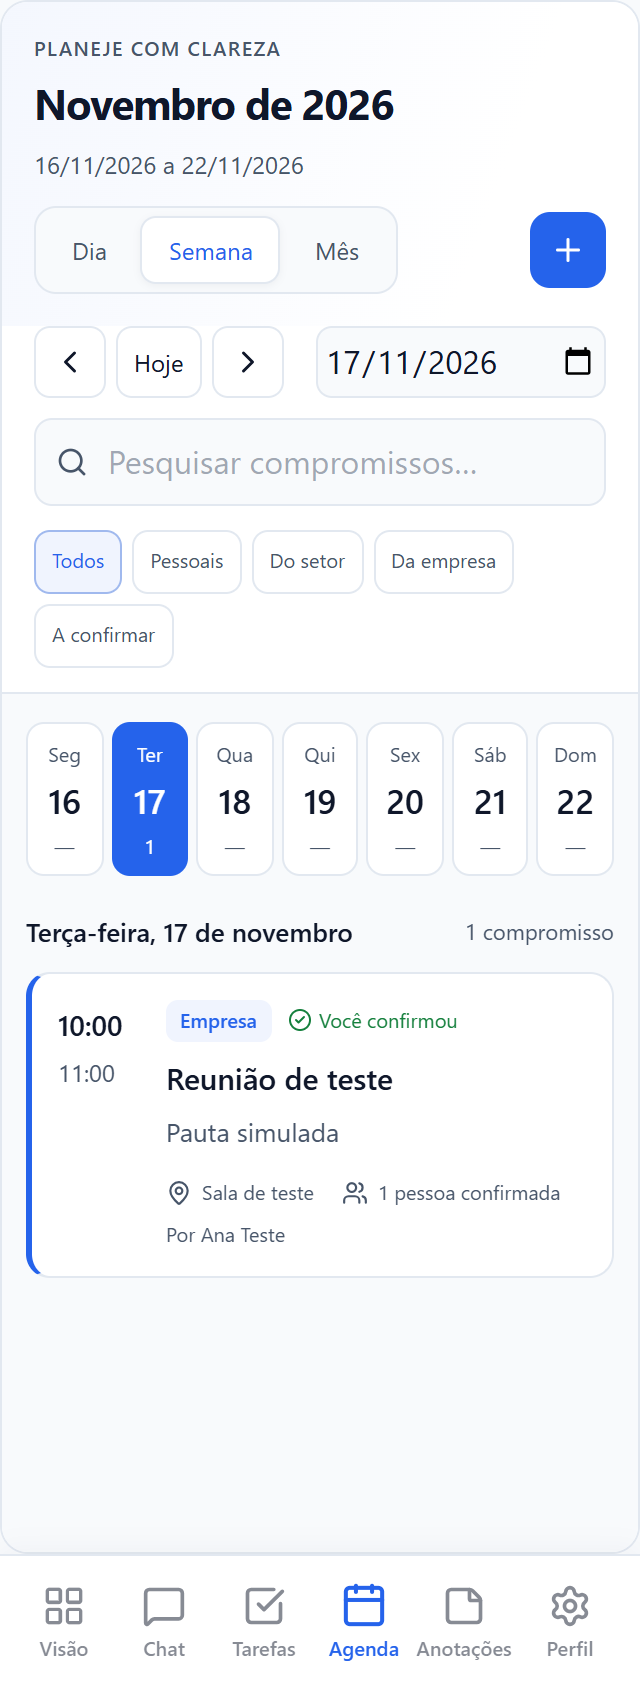 PLANEJE COM CLAREZA
Novembro de 2026
16/11/2026 a 22/11/2026
Dia Semana Mês
Hoje 17/11/2026
Pesquisar compromissos...
Todos Pessoais Do setor Da empresa
A confirmar
Seg Ter Qua Qui Sex Sáb Dom
16 17 18 19 20 21 22
— 1 — — — — —
Terça-feira, 17 de novembro 1 compromisso
10:00 Empresa Você confirmou
11:00 Reunião de teste
Pauta simulada
Sala de teste 1 pessoa confirmada
Por Ana Teste
Visão Chat Tarefas Agenda Anotações Perfil